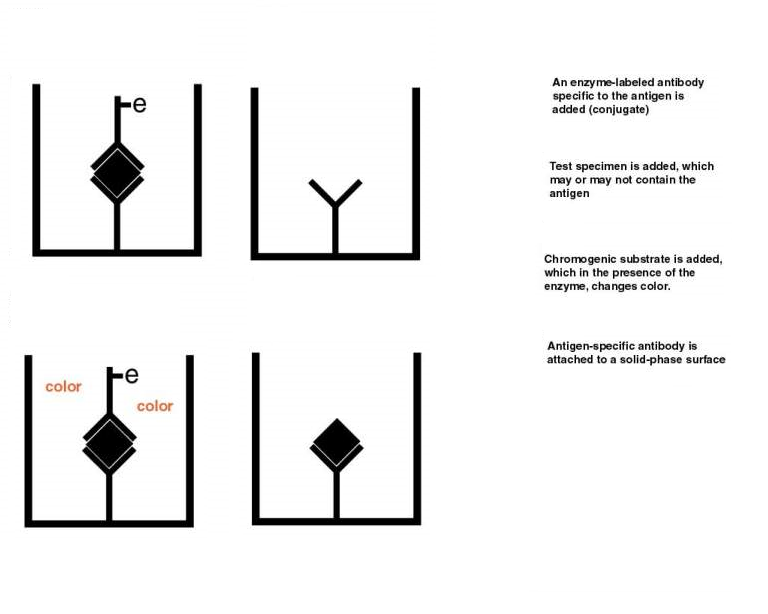 e
An enzyme-labeled antibody
specific to the antigen is
added (conjugate)
Test specimen is added, which
may or may not contain the
antigen
Chromogenic substrate is added,
which in the presence of the
enzyme, changes color.
Antigen-specific antibody is
attached to a solid-phase surface
e
color
color